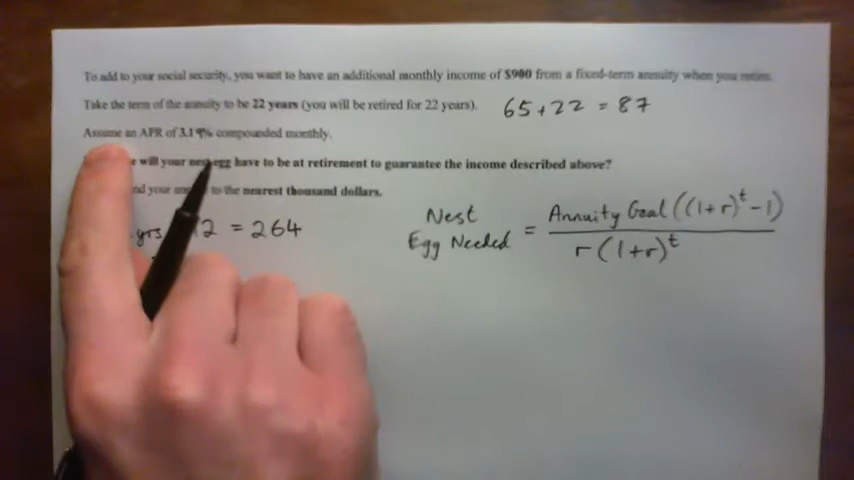 To add to your social security, you want to have an additional monthly income of $900 from a fixed-term annuity when you retire.
Take the term of the annuity to be 22 years (you will be retired for 22 years). 65+22 = 87
Assume an APR of % compounded monthly.
will your nest egg have to be at retirement to guarantee the income described above?
your to the nearest thousand dollars.
yrs 12 = 264
Nest Egg Needed = Annuity Goal ((1+r)^t - 1) / r(1+r)^t